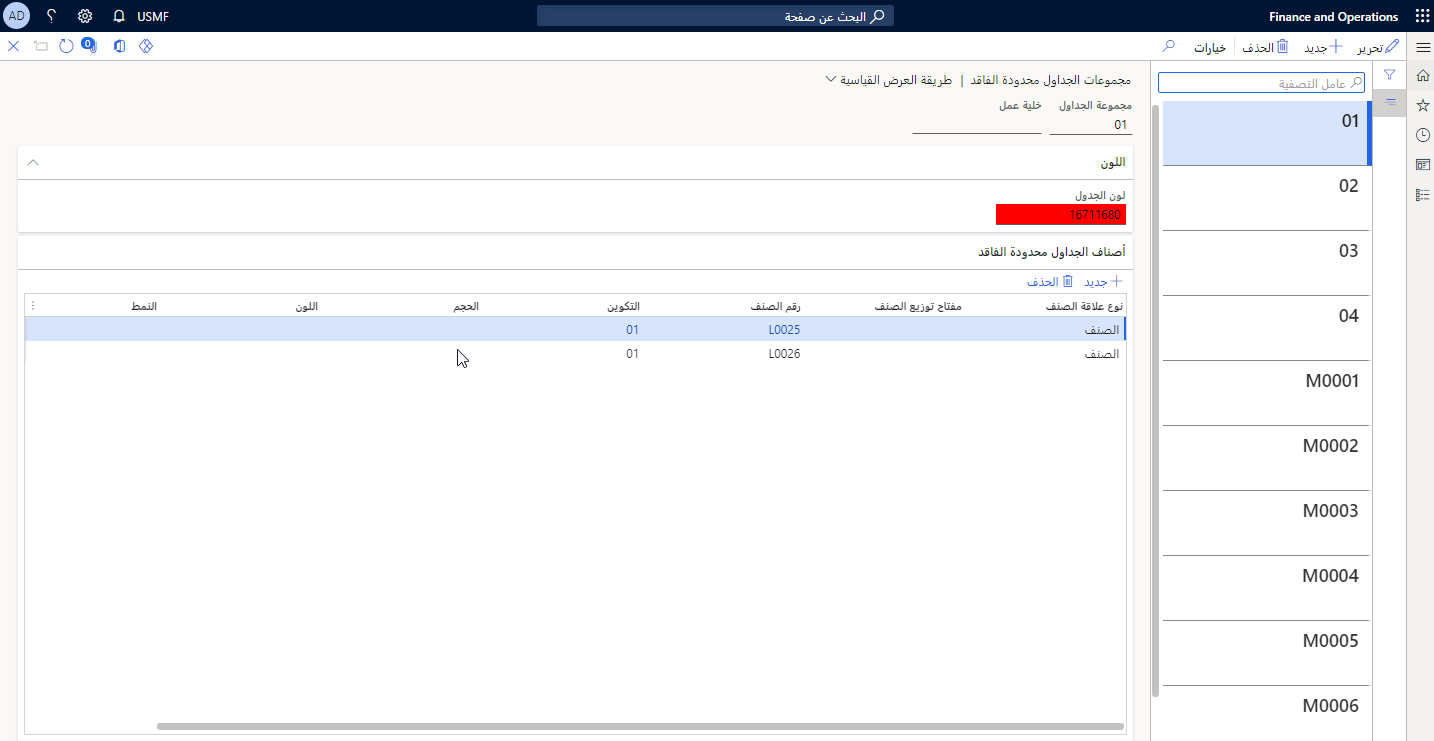 Finance and Operations
البحث عن صفحة
USMF
AD
تحرير
جديد
الحذف
خيارات
0
عامل التصفية
01
02
03
04
M0001
M0002
M0003
M0004
M0005
M0006
مجموعات الجداول محدودة الفاقد | طريقة العرض القياسية
مجموعة الجداول خلية عمل
01
اللون
لون الجدول
16711680
أصناف الجداول محدودة الفاقد
جديد الحذف
نوع علاقة الصنف مفتاح توزيع الصنف رقم الصنف التكوين الحجم اللون النمط
الصنف L0025 01
الصنف L0026 01